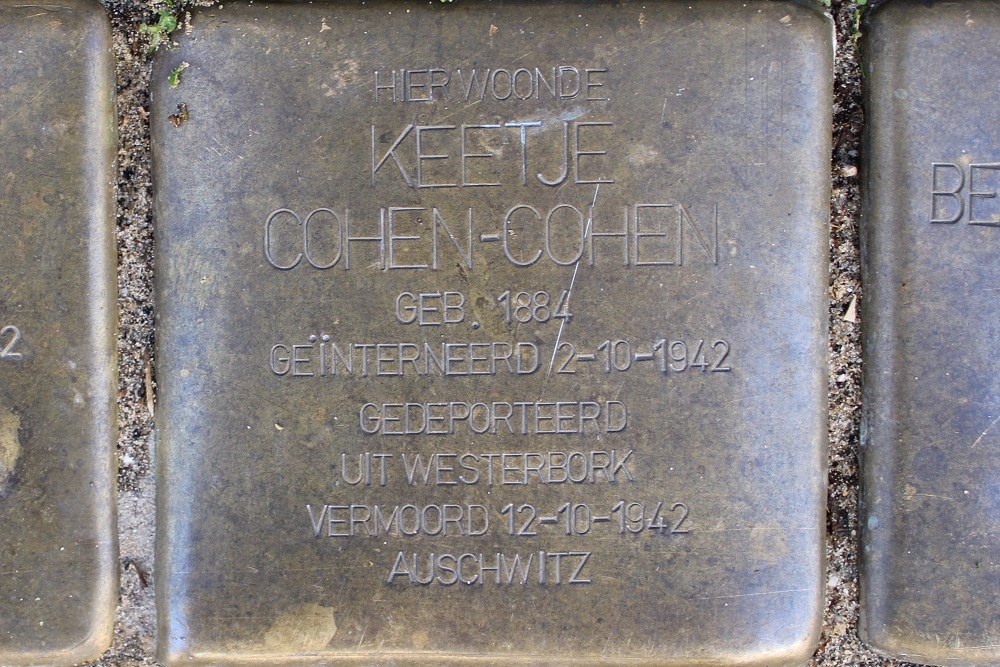 HIER WOONDE
KEETJE
COHEN-COHEN
GEB. 1884
GEÏNTERNEERD 2-10-1942
GEDEPORTEERD
UIT WESTERBORK
VERMOORD 12-10-1942
AUSCHWITZ